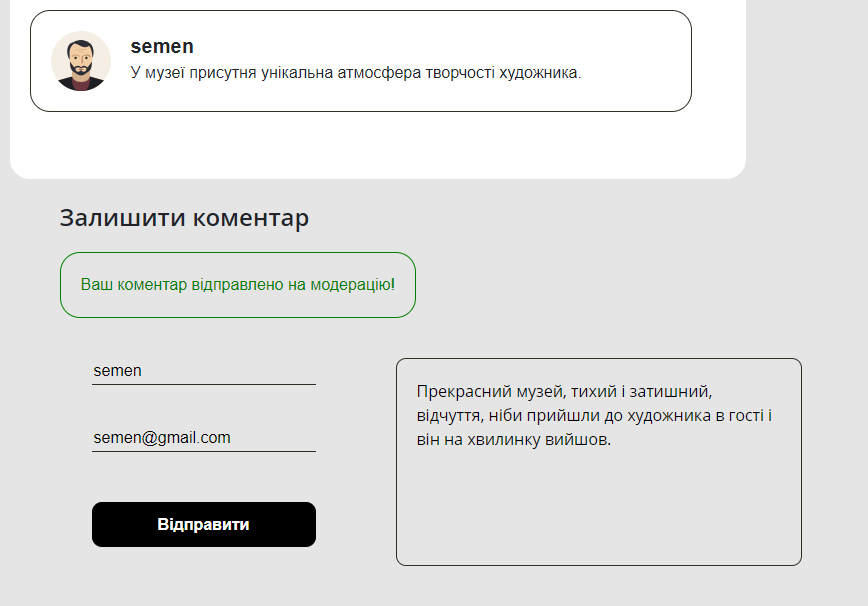 semen
У музеї присутня унікальна атмосфера творчості художника.
Залишити коментар
Ваш коментар відправлено на модерацію!
semen
semen@gmail.com
Відправити
Прекрасний музей, тихий і затишний,
відчуття, ніби прийшли до художника в гості і
він на хвилинку вийшов.